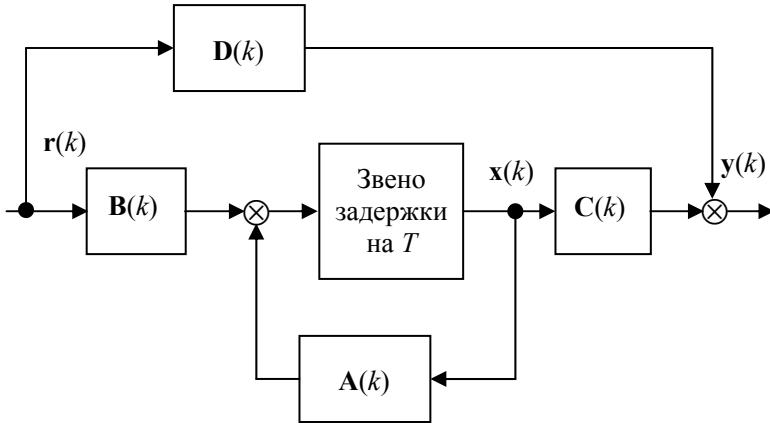 D(k)
r(k)
B(k)
Звено
задержки
на T
x(k)
C(k)
y(k)
A(k)